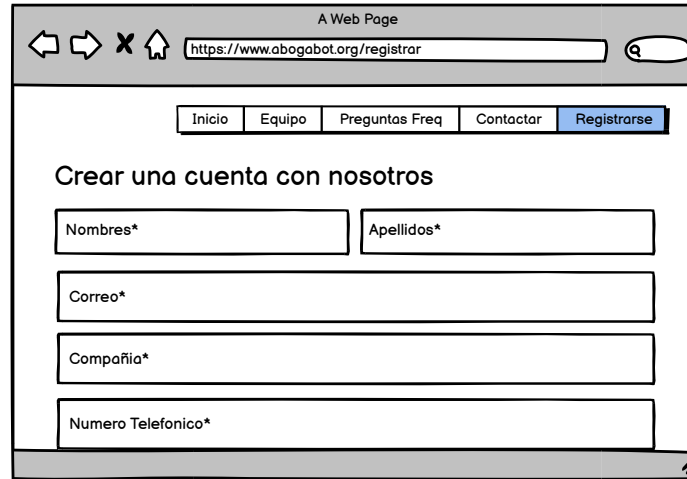 A Web Page
https://www.abogabot.org/registrar
Inicio Equipo Preguntas Freq Contactar Registrarse
Crear una cuenta con nosotros
Nombres* Apellidos*
Correo*
Compañia*
Numero Telefonico*